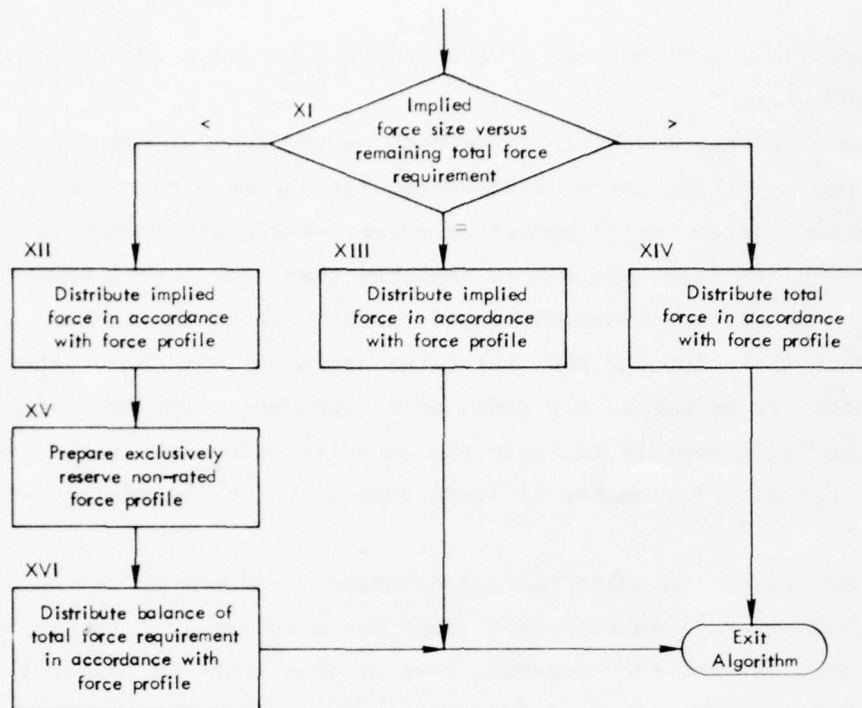 XI
Implied
force size versus
remaining total force
requirement
<
>
=
XII
Distribute implied
force in accordance
with force profile
XIII
Distribute implied
force in accordance
with force profile
XIV
Distribute total
force in accordance
with force profile
XV
Prepare exclusively
reserve non-rated
force profile
XVI
Distribute balance of
total force requirement
in accordance with
force profile
Exit
Algorithm